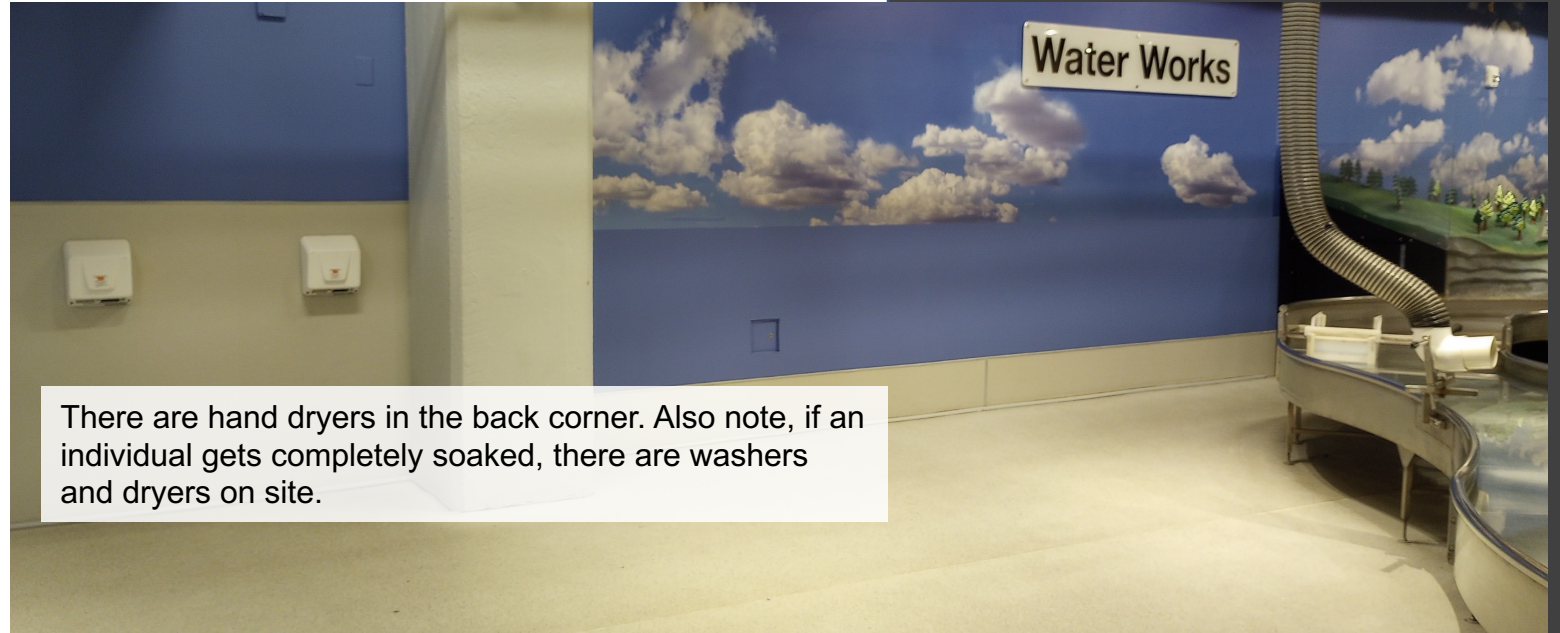 Water Works
There are hand dryers in the back corner. Also note, if an
individual gets completely soaked, there are washers
and dryers on site.